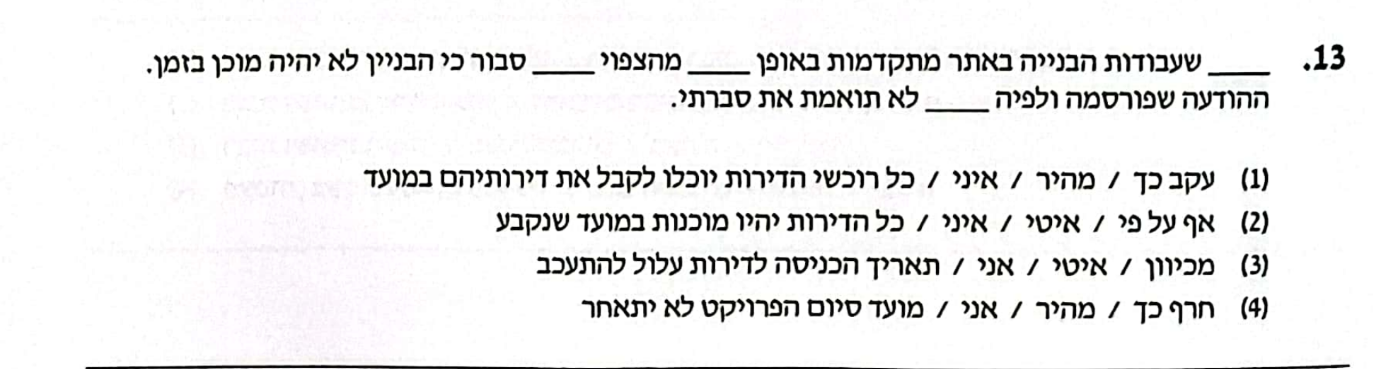 13. ____ שעבודות הבנייה באתר מתקדמות באופן ____ מהצפוי ____ סבור כי הבניין לא יהיה מוכן בזמן.
ההודעה שפורסמה ולפיה ____ לא תואמת את סברתי.
(1) עקב כך / מהיר / איני / כל רוכשי הדירות יוכלו לקבל את דירותיהם במועד
(2) אף על פי / איטי / איני / כל הדירות יהיו מוכנות במועד שנקבע
(3) מכיוון / איטי / אני / תאריך הכניסה לדירות עלול להתעכב
(4) חרף כך / מהיר / אני / מועד סיום הפרויקט לא יתאחר